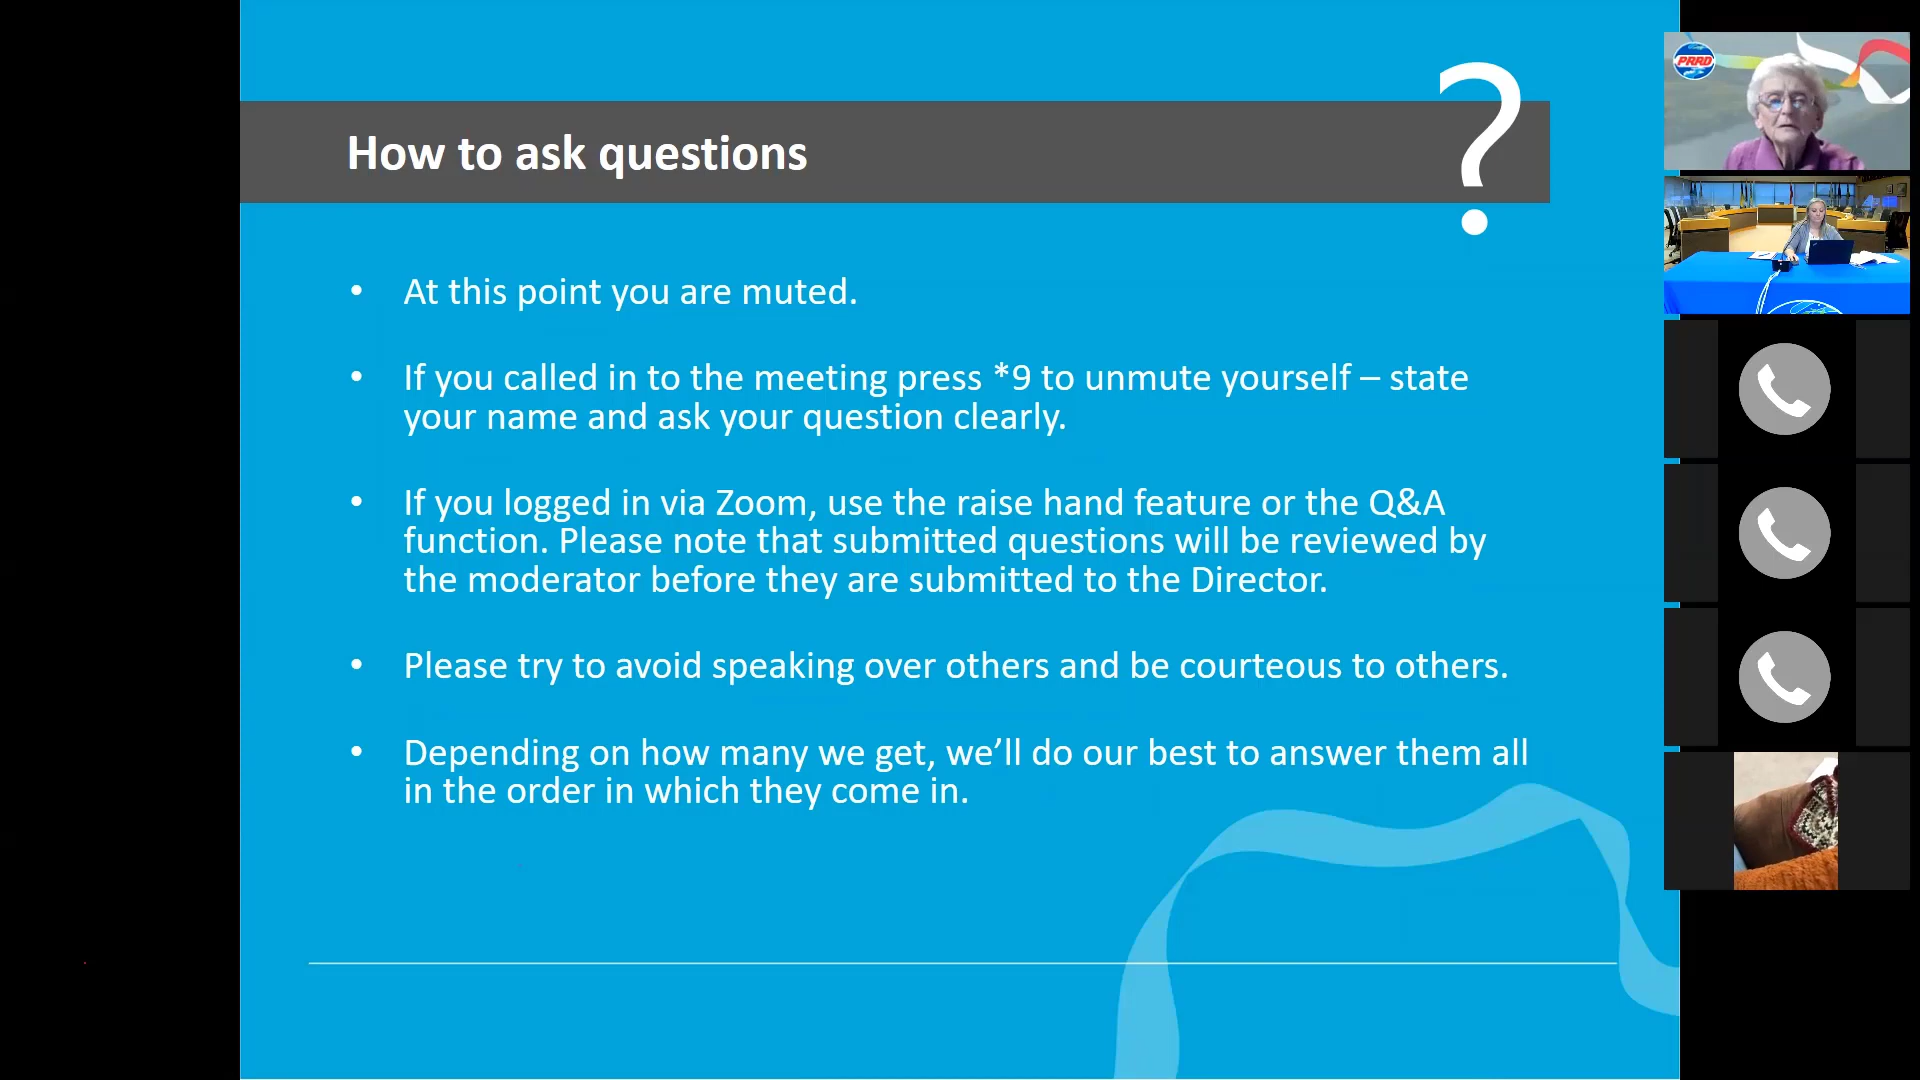 How to ask questions
?
• At this point you are muted.
• If you called in to the meeting press *9 to unmute yourself – state
your name and ask your question clearly.
• If you logged in via Zoom, use the raise hand feature or the Q&A
function. Please note that submitted questions will be reviewed by
the moderator before they are submitted to the Director.
• Please try to avoid speaking over others and be courteous to others.
• Depending on how many we get, we’ll do our best to answer them all
in the order in which they come in.
PRRD